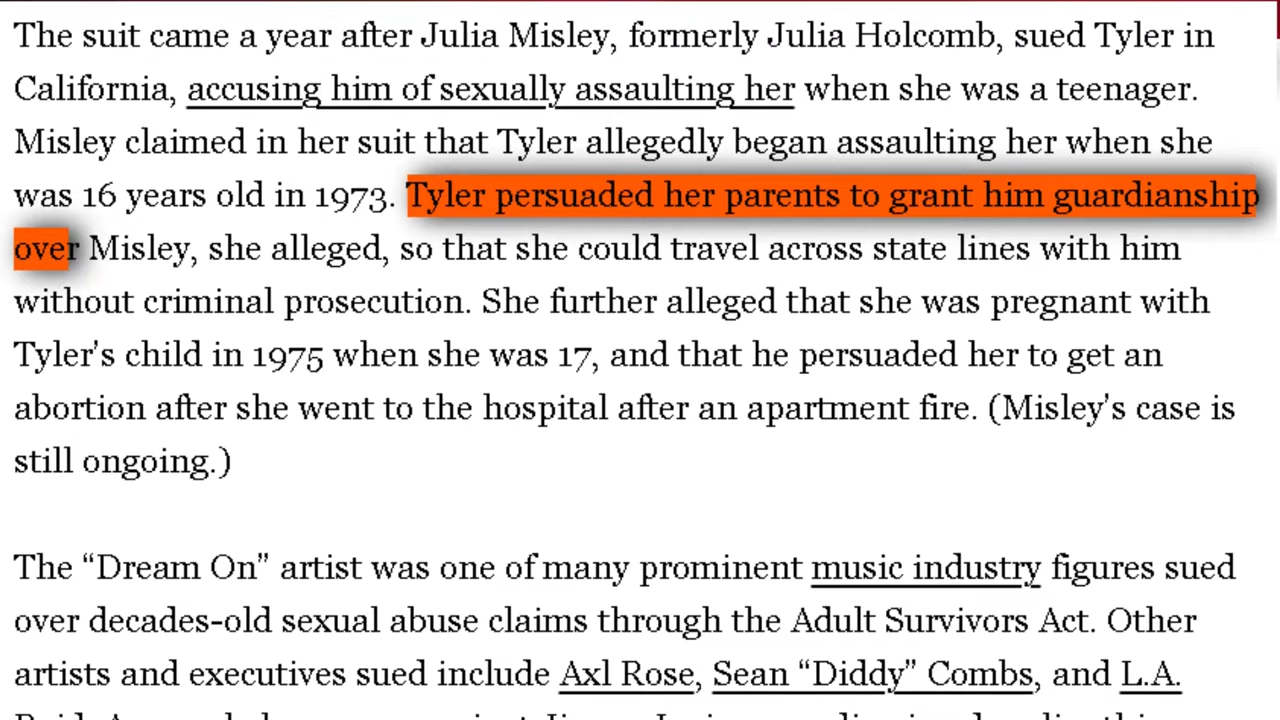 The suit came a year after Julia Misley, formerly Julia Holcomb, sued Tyler in
California, accusing him of sexually assaulting her when she was a teenager.
Misley claimed in her suit that Tyler allegedly began assaulting her when she
was 16 years old in 1973. Tyler persuaded her parents to grant him guardianship
over Misley, she alleged, so that she could travel across state lines with him
without criminal prosecution. She further alleged that she was pregnant with
Tyler’s child in 1975 when she was 17, and that he persuaded her to get an
abortion after she went to the hospital after an apartment fire. (Misley’s case is
still ongoing.)
The “Dream On” artist was one of many prominent music industry figures sued
over decades-old sexual abuse claims through the Adult Survivors Act. Other
artists and executives sued include Axl Rose, Sean “Diddy” Combs, and L.A.